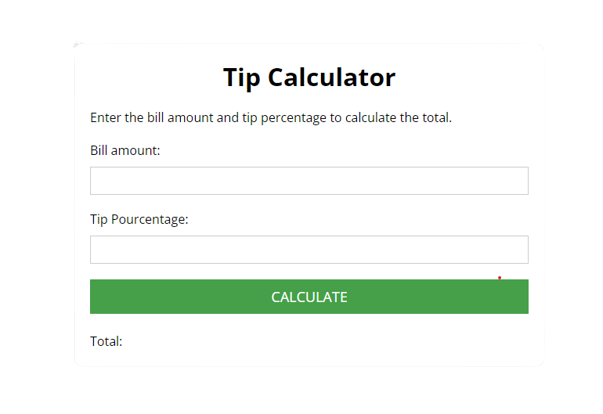 Tip Calculator
Enter the bill amount and tip percentage to calculate the total.
Bill amount:
Tip Pourcentage:
CALCULATE
Total: